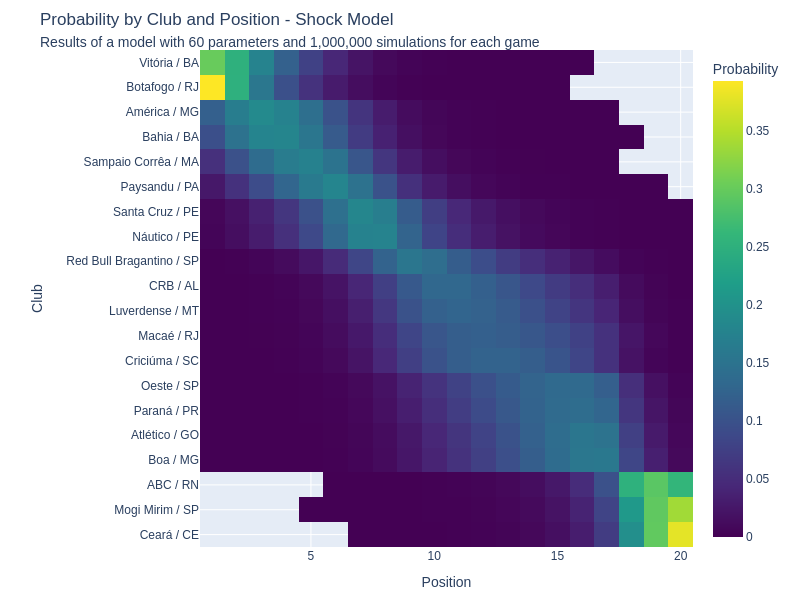 Probability by Club and Position - Shock Model
Results of a model with 60 parameters and 1,000,000 simulations for each game
Probability
Vitória / BA
Botafogo / RJ
América / MG
Bahia / BA
Sampaio Corrêa / MA
Paysandu / PA
Santa Cruz / PE
Náutico / PE
Red Bull Bragantino / SP
CRB / AL
Luverdense / MT
Macaé / RJ
Criciúma / SC
Oeste / SP
Paraná / PR
Atlético / GO
Boa / MG
ABC / RN
Mogi Mirim / SP
Ceará / CE
Club
0.35
0.3
0.25
0.2
0.15
0.1
0.05
0
5
10
15
20
Position